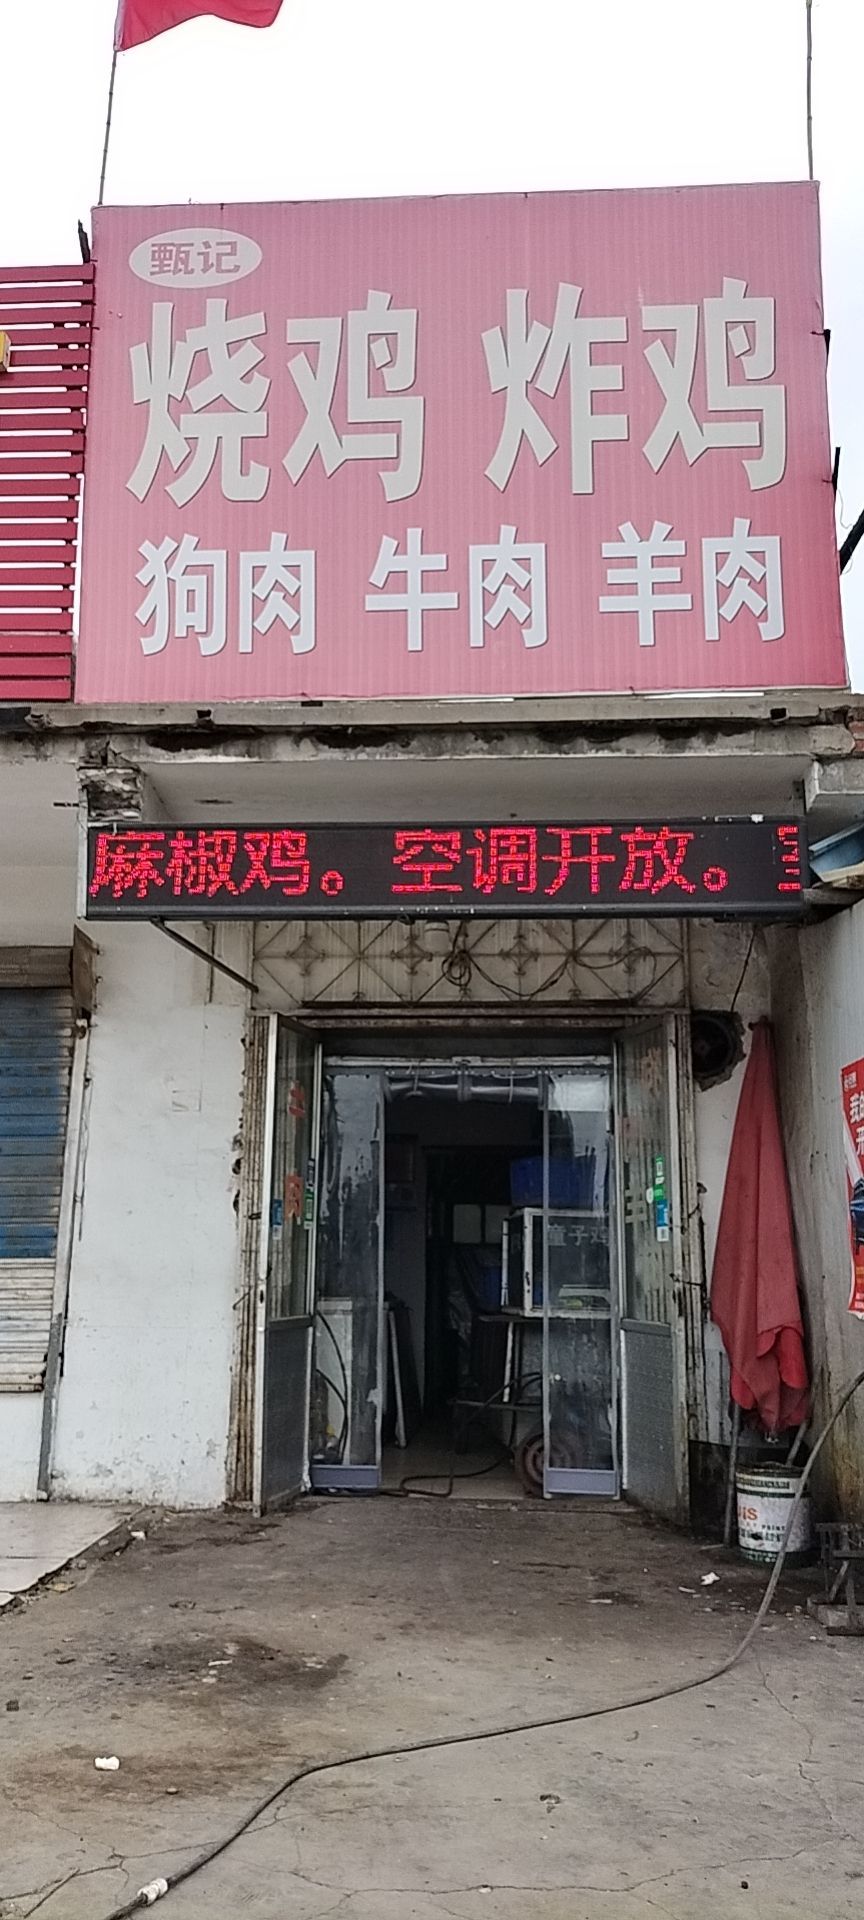 甄记
烧鸡 炸鸡
狗肉 牛肉 羊肉
麻椒鸡。空调开放。
童子鸡